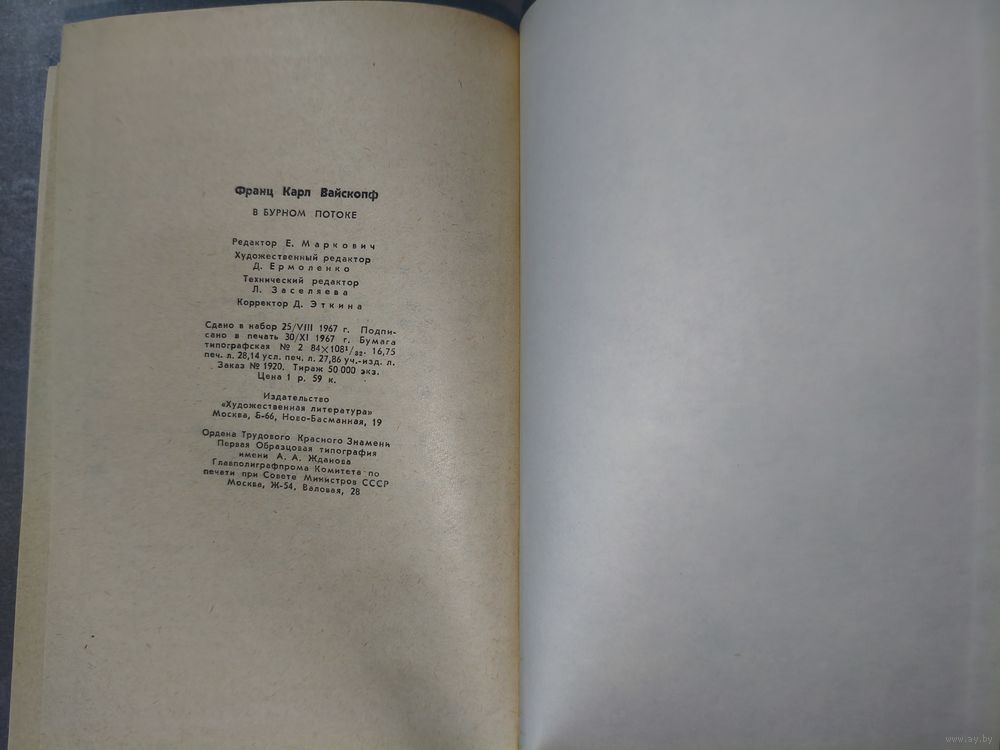 Франц Карл Вайскопф
В БУРНОМ ПОТОКЕ
Редактор Е. Маркович
Художественный редактор
Д. Ермоленко
Технический редактор
Л. Заселяева
Корректор Д. Эткина
Сдано в набор 25/VIII 1967 г. Подпи-
сано в печать 30/XI 1967 г. Бумага
типографская № 2 84×108¹/₃₂. 16,75
печ. л. 28,14 усл. печ. л. 27,86 уч.-изд. л.
Заказ № 1920. Тираж 50 000 экз.
Цена 1 р. 59 к.
Издательство
«Художественная литература»
Москва, Б-66, Ново-Басманная, 19
Ордена Трудового Красного Знамени
Первая Образцовая типография
имени А. А. Жданова
Главполиграфпрома Комитета по
печати при Совете Министров СССР
Москва, Ж-54, Валовая, 28
www.ay.by